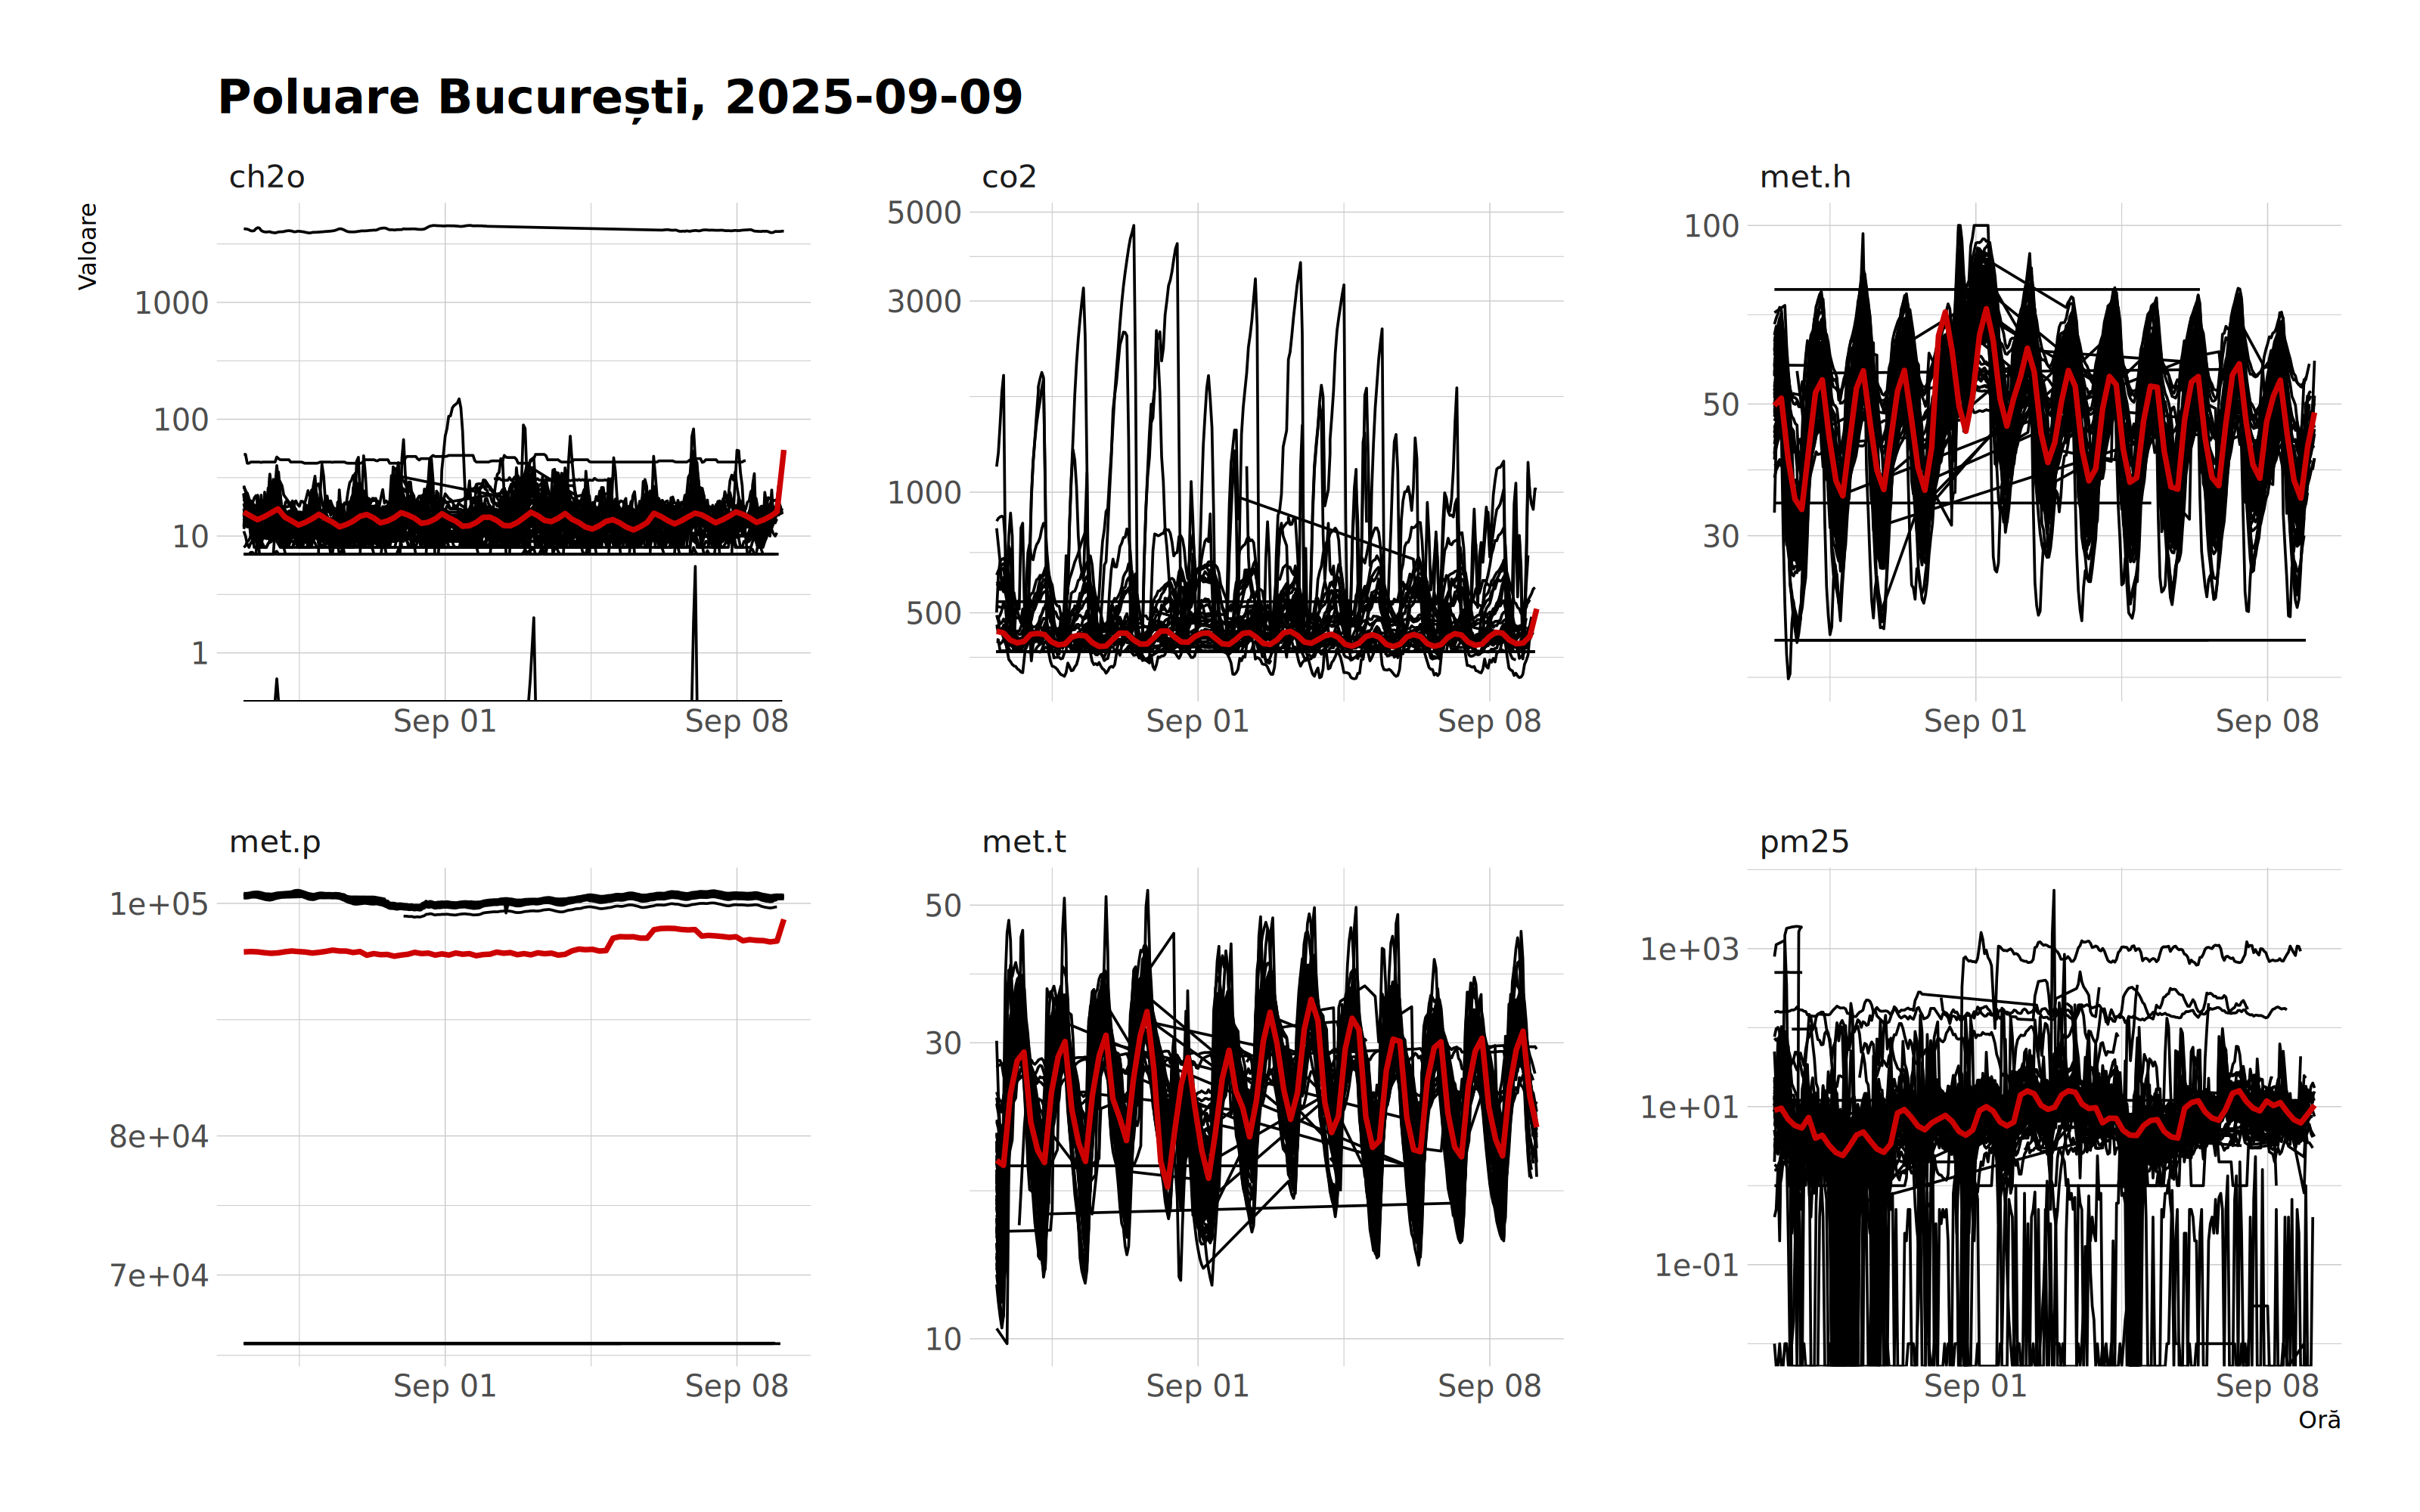 Poluare București, 2025-09-09
Valoare
ch2o
1000
100
10
1
Sep 01
Sep 08
co2
5000
3000
1000
500
Sep 01
Sep 08
met.h
100
50
30
Sep 01
Sep 08
met.p
1e+05
8e+04
7e+04
Sep 01
Sep 08
met.t
50
30
10
Sep 01
Sep 08
pm25
1e+03
1e+01
1e-01
Sep 01
Sep 08
Oră